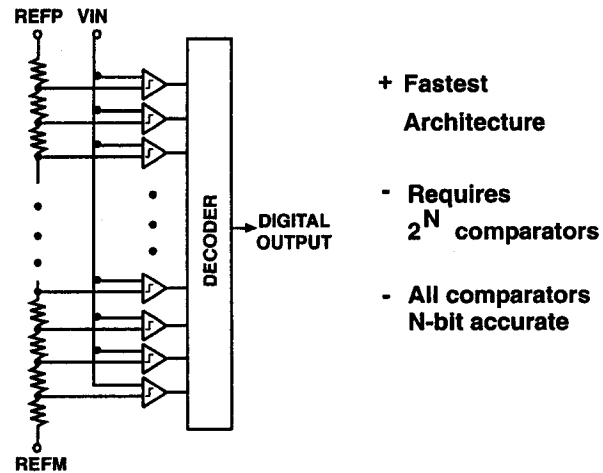 REFP VIN
+ Fastest
Architecture
- Requires
2^N comparators
- All comparators
N-bit accurate
DECODER
DIGITAL
OUTPUT
REFM